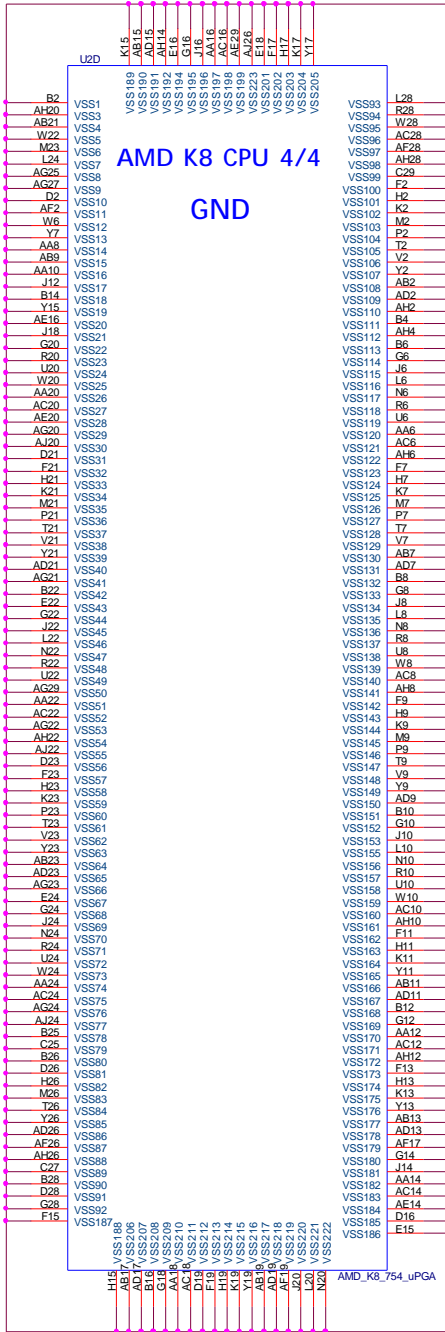 K15 AB15 AD15 AH14 E16 G16 J16 AA16 AC16 AE29 AJ26 E18 F17 H17 K17 Y17
U2D
VSS189 VSS190 VSS191 VSS192 VSS194 VSS195 VSS196 VSS197 VSS198 VSS199 VSS223 VSS201 VSS202 VSS203 VSS204 VSS205
AMD K8 CPU 4/4
GND
B2 VSS1
AH20 VSS3
AB21 VSS4
W22 VSS5
M23 VSS6
L24 VSS7
AG25 VSS8
AG27 VSS9
D2 VSS10
AF2 VSS11
W6 VSS12
Y7 VSS13
AA8 VSS14
AB9 VSS15
AA10 VSS16
J12 VSS17
B14 VSS18
Y15 VSS19
AE16 VSS20
J18 VSS21
G20 VSS22
R20 VSS23
U20 VSS24
W20 VSS25
AA20 VSS26
AC20 VSS27
AE20 VSS28
AG20 VSS29
AJ20 VSS30
D21 VSS31
F21 VSS32
H21 VSS33
K21 VSS34
M21 VSS35
P21 VSS36
T21 VSS37
V21 VSS38
Y21 VSS39
AD21 VSS40
AG21 VSS41
B22 VSS42
E22 VSS43
G22 VSS44
J22 VSS45
L22 VSS46
N22 VSS47
R22 VSS48
U22 VSS49
AG29 VSS50
AA22 VSS51
AC22 VSS52
AG22 VSS53
AH22 VSS54
AJ22 VSS55
D23 VSS56
F23 VSS57
H23 VSS58
K23 VSS59
P23 VSS60
T23 VSS61
V23 VSS62
Y23 VSS63
AB23 VSS64
AD23 VSS65
AG23 VSS66
E24 VSS67
G24 VSS68
J24 VSS69
N24 VSS70
R24 VSS71
U24 VSS72
W24 VSS73
AA24 VSS74
AC24 VSS75
AG24 VSS76
AJ24 VSS77
B25 VSS78
C25 VSS79
B26 VSS80
D26 VSS81
H26 VSS82
M26 VSS83
T26 VSS84
Y26 VSS85
AD26 VSS86
AF26 VSS87
AH26 VSS88
C27 VSS89
B28 VSS90
D28 VSS91
G28 VSS92
F15 VSS187
VSS93 L28
VSS94 R28
VSS95 W28
VSS96 AC28
VSS97 AF28
VSS98 AH28
VSS99 C29
VSS100 F2
VSS101 H2
VSS102 K2
VSS103 M2
VSS104 P2
VSS105 T2
VSS106 V2
VSS107 Y2
VSS108 AB2
VSS109 AD2
VSS110 AH2
VSS111 B4
VSS112 AH4
VSS113 B6
VSS114 G6
VSS115 J6
VSS116 L6
VSS117 N6
VSS118 R6
VSS119 U6
VSS120 AA6
VSS121 AC6
VSS122 AH6
VSS123 F7
VSS124 H7
VSS125 K7
VSS126 M7
VSS127 P7
VSS128 T7
VSS129 V7
VSS130 AB7
VSS131 AD7
VSS132 B8
VSS133 G8
VSS134 J8
VSS135 L8
VSS136 N8
VSS137 R8
VSS138 U8
VSS139 W8
VSS140 AC8
VSS141 AH8
VSS142 F9
VSS143 H9
VSS144 K9
VSS145 M9
VSS146 P9
VSS147 T9
VSS148 V9
VSS149 Y9
VSS150 AD9
VSS151 B10
VSS152 G10
VSS153 J10
VSS155 L10
VSS156 N10
VSS157 R10
VSS158 U10
VSS159 W10
VSS160 AC10
VSS161 AH10
VSS162 F11
VSS163 H11
VSS164 K11
VSS165 Y11
VSS166 AB11
VSS167 AD11
VSS168 B12
VSS169 G12
VSS170 AA12
VSS171 AC12
VSS172 AH12
VSS173 F13
VSS174 H13
VSS175 K13
VSS176 Y13
VSS177 AB13
VSS178 AD13
VSS179 AF17
VSS180 G14
VSS181 J14
VSS182 AA14
VSS183 AC14
VSS184 AE14
VSS185 D16
VSS186 E15
VSS188 VSS206 VSS207 VSS208 VSS209 VSS210 VSS211 VSS212 VSS213 VSS214 VSS215 VSS216 VSS217 VSS218 VSS219 VSS220 VSS221 VSS222
AMD_K8_754_uPGA
H15 AB17 AD17 B16 G18 AA18 AC18 D19 F19 H19 K19 Y19 AB19 AD19 AF19 J20 L20 N20